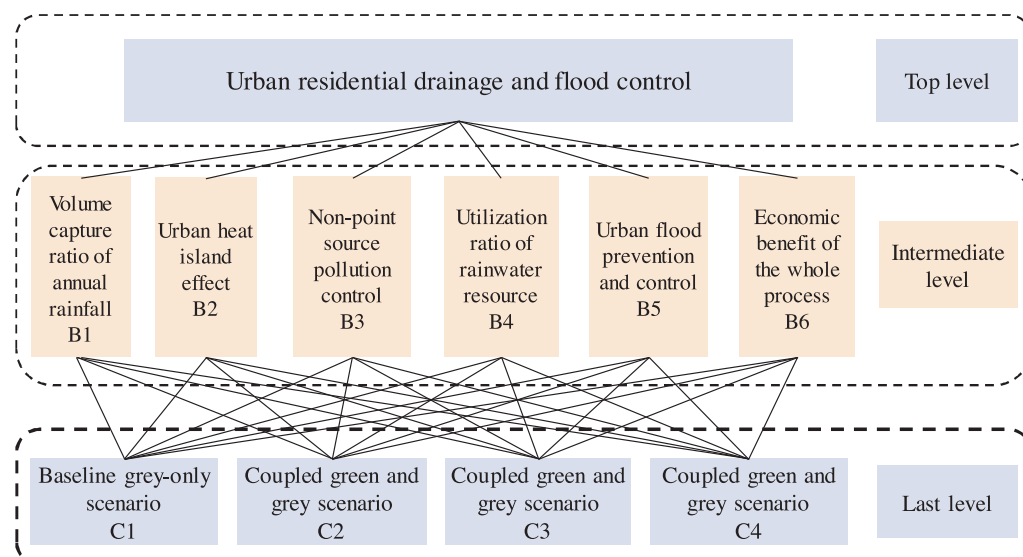 Urban residential drainage and flood control
Top level
Volume
capture
ratio of
annual
rainfall
B1
Urban heat
island
effect
B2
Non-point
source
pollution
control
B3
Utilization
ratio of
rainwater
resource
B4
Urban flood
prevention
and control
B5
Economic
benefit of
the whole
process
B6
Intermediate
level
Baseline grey-only
scenario
C1
Coupled green and
grey scenario
C2
Coupled green and
grey scenario
C3
Coupled green and
grey scenario
C4
Last level